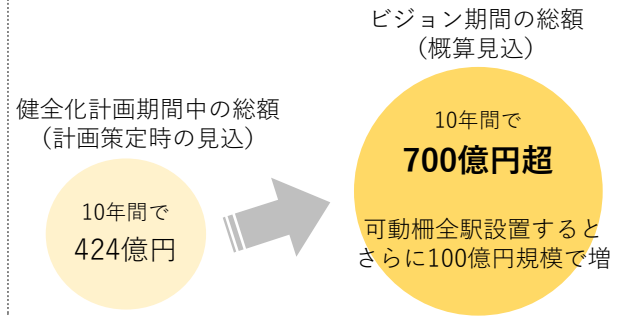 健全化計画期間中の総額
（計画策定時の見込）
10年間で
424億円
ビジョン期間の総額
（概算見込）
10年間で
700億円超
可動柵全駅設置すると
さらに100億円規模で増